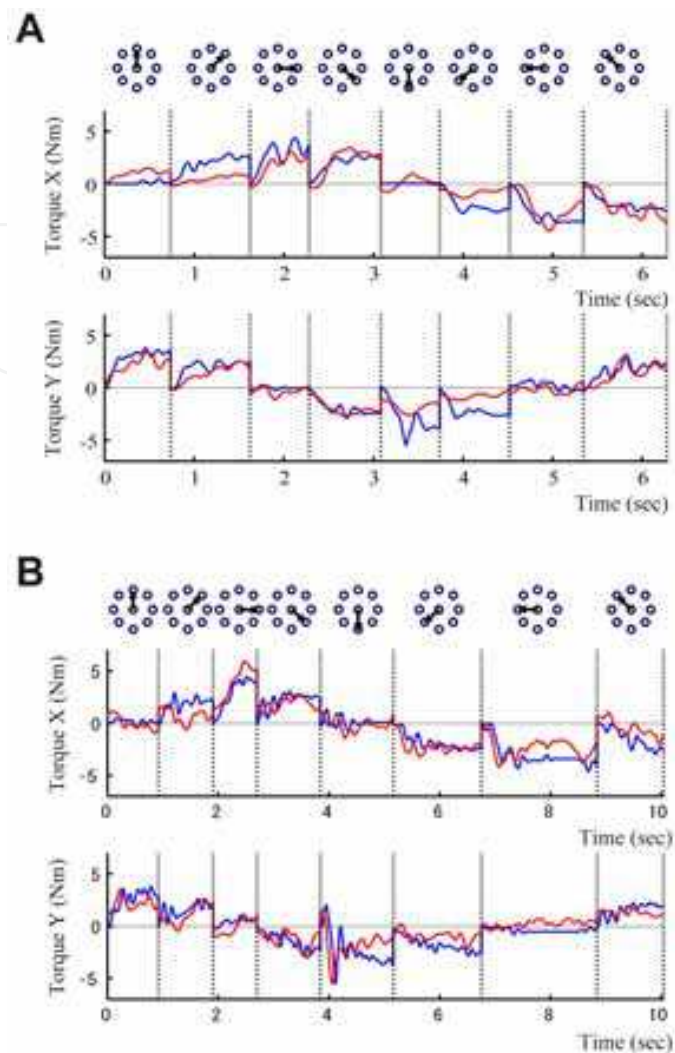 A
Torque X (Nm)
5
0
-5
0 1 2 3 4 5 6
Time (sec)
Torque Y (Nm)
5
0
-5
0 1 2 3 4 5 6
Time (sec)
B
Torque X (Nm)
5
0
-5
0 2 4 6 8 10
Time (sec)
Torque Y (Nm)
5
0
-5
0 2 4 6 8 10
Time (sec)